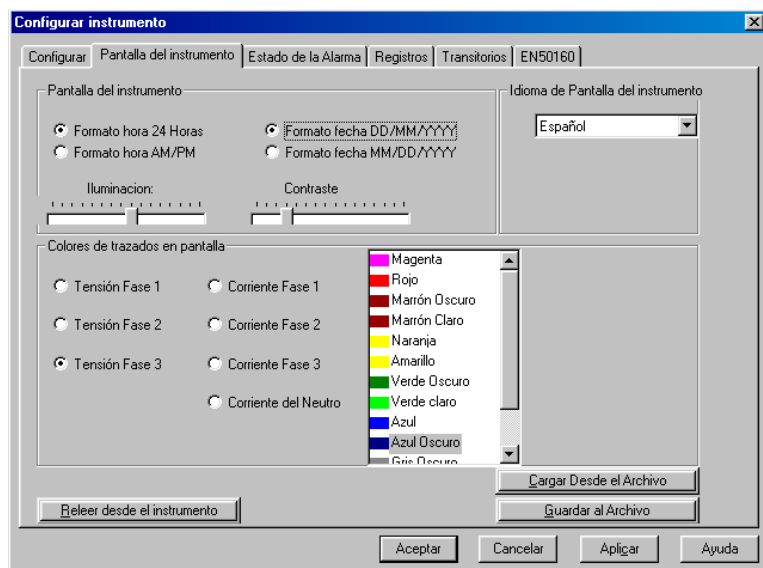 Configurar instrumento
Configurar
Pantalla del instrumento
Estado de la Alarma
Registros
Transitorios
EN50160
Pantalla del instrumento
Formato hora 24 Horas
Formato fecha DD/MM/YYYY
Formato hora AM/PM
Formato fecha MM/DD/YYYY
Iluminacion:
Contraste
Idioma de Pantalla del instrumento
Español
Colores de trazados en pantalla
Tensión Fase 1
Corriente Fase 1
Tensión Fase 2
Corriente Fase 2
Tensión Fase 3
Corriente Fase 3
Corriente del Neutro
Magenta
Rojo
Marrón Oscuro
Marrón Claro
Naranja
Amarillo
Verde Oscuro
Verde claro
Azul
Azul Oscuro
Gris Oscuro
Cargar Desde el Archivo
Releer desde el instrumento
Guardar al Archivo
Aceptar
Cancelar
Aplicar
Ayuda